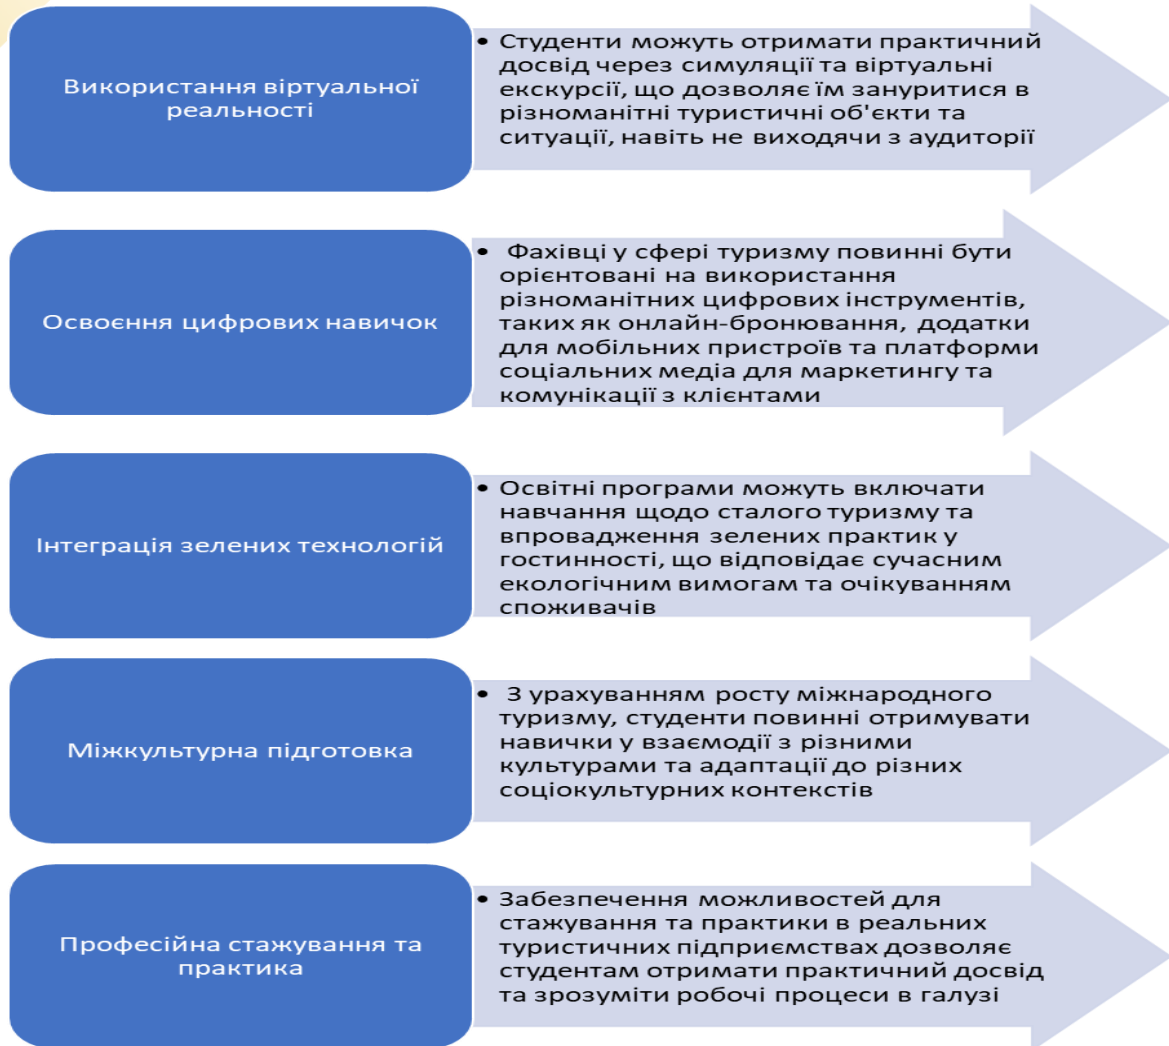 Використання віртуальної
реальності
• Студенти можуть отримати практичний
досвід через симуляції та віртуальні
екскурсії, що дозволяє їм зануритися в
різноманітні туристичні об'єкти та
ситуації, навіть не виходячи з аудиторії
Освоєння цифрових навичок
• Фахівці у сфері туризму повинні бути
орієнтовані на використання
різноманітних цифрових інструментів,
таких як онлайн-бронювання, додатки
для мобільних пристроїв та платформи
соціальних медіа для маркетингу та
комунікації з клієнтами
Інтеграція зелених технологій
• Освітні програми можуть включати
навчання щодо сталого туризму та
впровадження зелених практик у
гостинності, що відповідає сучасним
екологічним вимогам та очікуванням
споживачів
Міжкультурна підготовка
• З урахуванням росту міжнародного
туризму, студенти повинні отримувати
навички у взаємодії з різними
культурами та адаптації до різних
соціокультурних контекстів
Професійна стажування та
практика
• Забезпечення можливостей для
стажування та практики в реальних
туристичних підприємствах дозволяє
студентам отримати практичний досвід
та зрозуміти робочі процеси в галузі